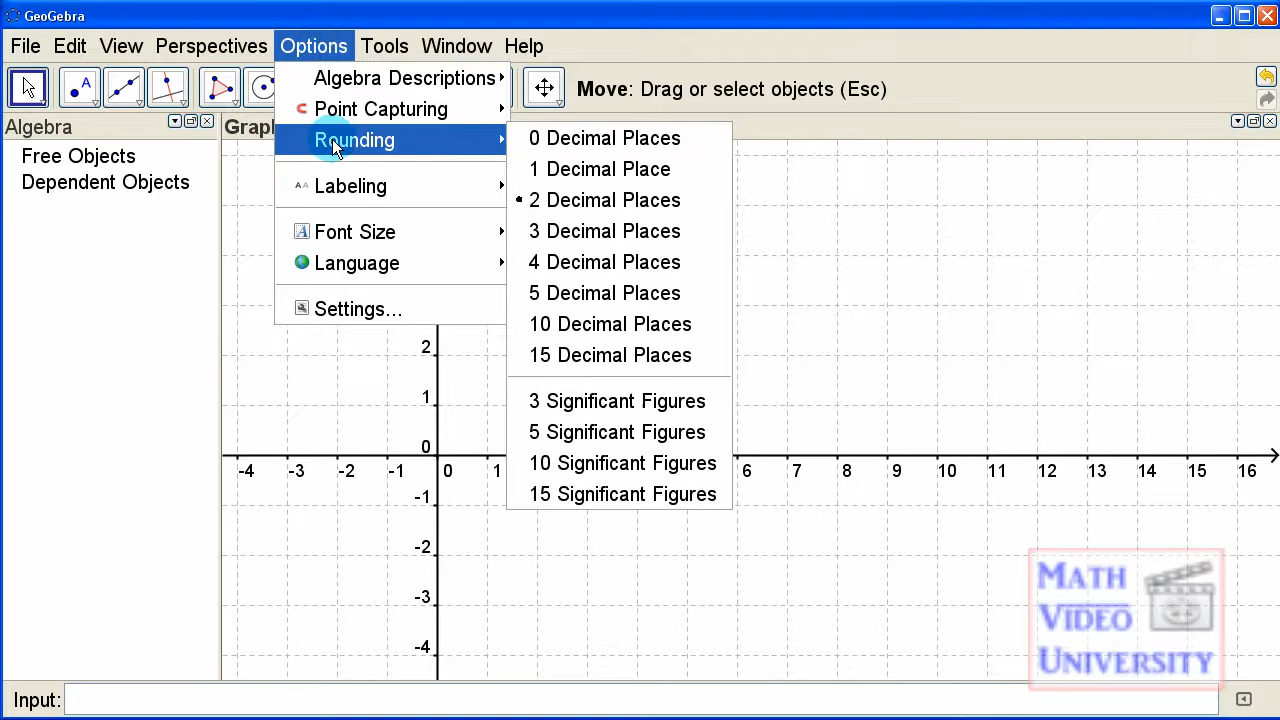 GeoGebra
File Edit View Perspectives Options Tools Window Help
Move: Drag or select objects (Esc)
Algebra Descriptions
Point Capturing
Rounding
Labeling
Font Size
Language
Settings...
0 Decimal Places
1 Decimal Place
2 Decimal Places
3 Decimal Places
4 Decimal Places
5 Decimal Places
10 Decimal Places
15 Decimal Places
3 Significant Figures
5 Significant Figures
10 Significant Figures
15 Significant Figures
Algebra
Free Objects
Dependent Objects
Grap
2
1
0
-4 -3 -2 -1 0 1 6 7 8 9 10 11 12 13 14 15 16
-1
-2
-3
-4
MATH
VIDEO
UNIVERSITY
Input: